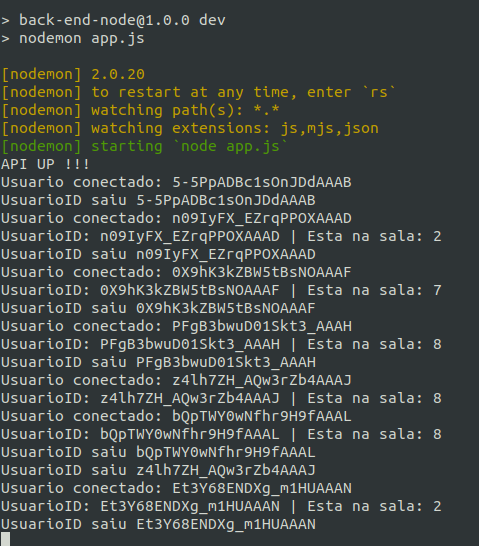 > back-end-node@1.0.0 dev
> nodemon app.js
[nodemon] 2.0.20
[nodemon] to restart at any time, enter `rs`
[nodemon] watching path(s): *.*
[nodemon] watching extensions: js,mjs,json
[nodemon] starting `node app.js`
API UP !!!
Usuario conectado: 5-5PpADBc1sOnJDdAAAB
UsuarioID saiu 5-5PpADBc1sOnJDdAAAB
Usuario conectado: n09IyFX_EZrqPPOXAAAD
UsuarioID: n09IyFX_EZrqPPOXAAAD | Esta na sala: 2
UsuarioID saiu n09IyFX_EZrqPPOXAAAD
Usuario conectado: 0X9hK3kZBW5tBsNOAAAF
UsuarioID: 0X9hK3kZBW5tBsNOAAAF | Esta na sala: 7
UsuarioID saiu 0X9hK3kZBW5tBsNOAAAF
Usuario conectado: PFgB3bwuD01Skt3_AAAH
UsuarioID: PFgB3bwuD01Skt3_AAAH | Esta na sala: 8
UsuarioID saiu PFgB3bwuD01Skt3_AAAH
Usuario conectado: z4lh7ZH_AQw3rZb4AAAJ
UsuarioID: z4lh7ZH_AQw3rZb4AAAJ | Esta na sala: 8
Usuario conectado: bQpTWY0wNfhr9H9fAAAL
UsuarioID: bQpTWY0wNfhr9H9fAAAL | Esta na sala: 8
UsuarioID saiu bQpTWY0wNfhr9H9fAAAL
UsuarioID saiu z4lh7ZH_AQw3rZb4AAAJ
Usuario conectado: Et3Y68ENDXg_m1HUAAAN
UsuarioID: Et3Y68ENDXg_m1HUAAAN | Esta na sala: 2
UsuarioID saiu Et3Y68ENDXg_m1HUAAAN